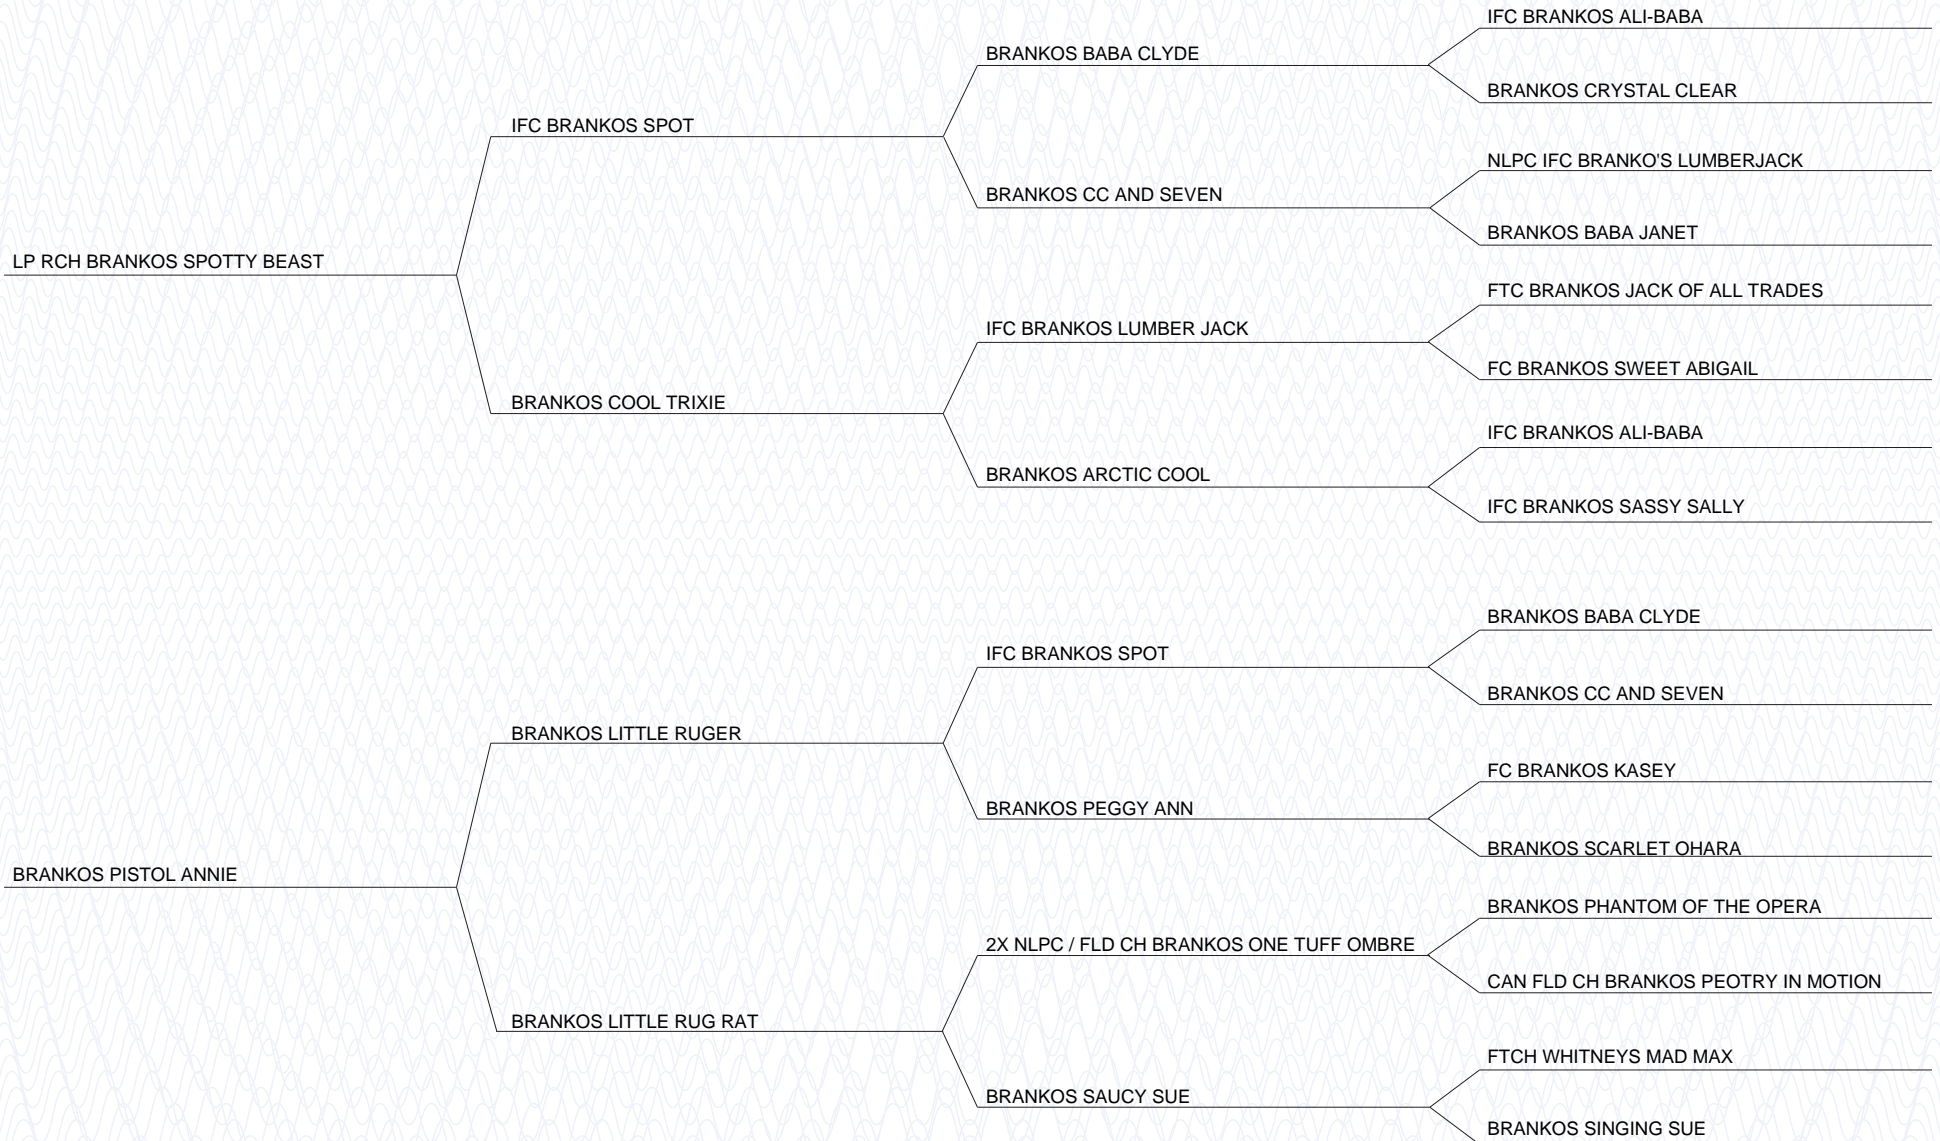 IFC BRANKOS ALI-BABA
BRANKOS BABA CLYDE
BRANKOS CRYSTAL CLEAR
IFC BRANKOS SPOT
NLPC IFC BRANKO'S LUMBERJACK
BRANKOS CC AND SEVEN
BRANKOS BABA JANET
LP RCH BRANKOS SPOTTY BEAST
FTC BRANKOS JACK OF ALL TRADES
IFC BRANKOS LUMBER JACK
FC BRANKOS SWEET ABIGAIL
BRANKOS COOL TRIXIE
IFC BRANKOS ALI-BABA
BRANKOS ARCTIC COOL
IFC BRANKOS SASSY SALLY
BRANKOS BABA CLYDE
IFC BRANKOS SPOT
BRANKOS CC AND SEVEN
BRANKOS LITTLE RUGER
FC BRANKOS KASEY
BRANKOS PEGGY ANN
BRANKOS SCARLET OHARA
BRANKOS PISTOL ANNIE
BRANKOS PHANTOM OF THE OPERA
2X NLPC / FLD CH BRANKOS ONE TUFF OMBRE
CAN FLD CH BRANKOS PEOTRY IN MOTION
BRANKOS LITTLE RUG RAT
FTCH WHITNEYS MAD MAX
BRANKOS SAUCY SUE
BRANKOS SINGING SUE